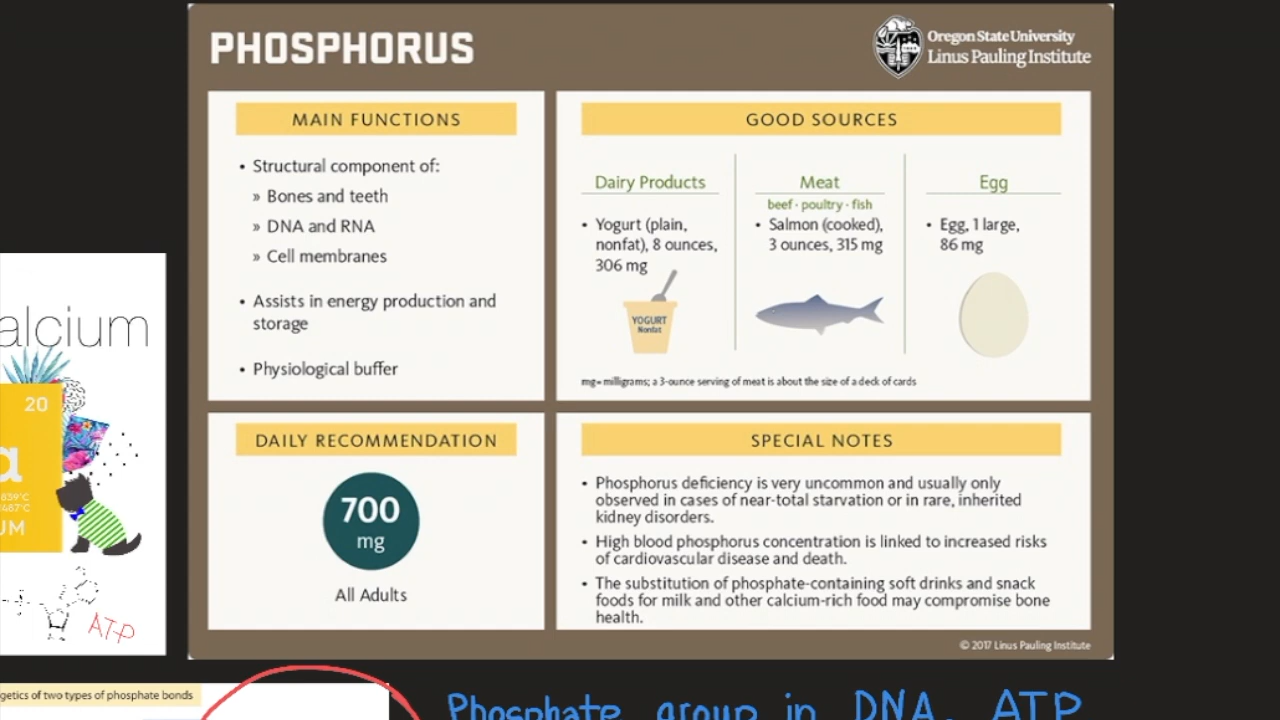 PHOSPHORUS
Oregon State University
Linus Pauling Institute
MAIN FUNCTIONS
• Structural component of:
» Bones and teeth
» DNA and RNA
» Cell membranes
• Assists in energy production and
storage
• Physiological buffer
GOOD SOURCES
Dairy Products
• Yogurt (plain,
nonfat), 8 ounces,
306 mg
YOGURT
Nonfat
Meat
beef · poultry · fish
• Salmon (cooked),
3 ounces, 315 mg
Egg
• Egg, 1 large,
86 mg
mg= milligrams; a 3-ounce serving of meat is about the size of a deck of cards
DAILY RECOMMENDATION
700
mg
All Adults
SPECIAL NOTES
• Phosphorus deficiency is very uncommon and usually only
observed in cases of near-total starvation or in rare, inherited
kidney disorders.
• High blood phosphorus concentration is linked to increased risks
of cardiovascular disease and death.
• The substitution of phosphate-containing soft drinks and snack
foods for milk and other calcium-rich food may compromise bone
health.
© 2017 Linus Pauling Institute
alcium
20
a
839°C
1487°C
UM
ATP
getics of two types of phosphate bonds
Phosphate group in DNA, ATP